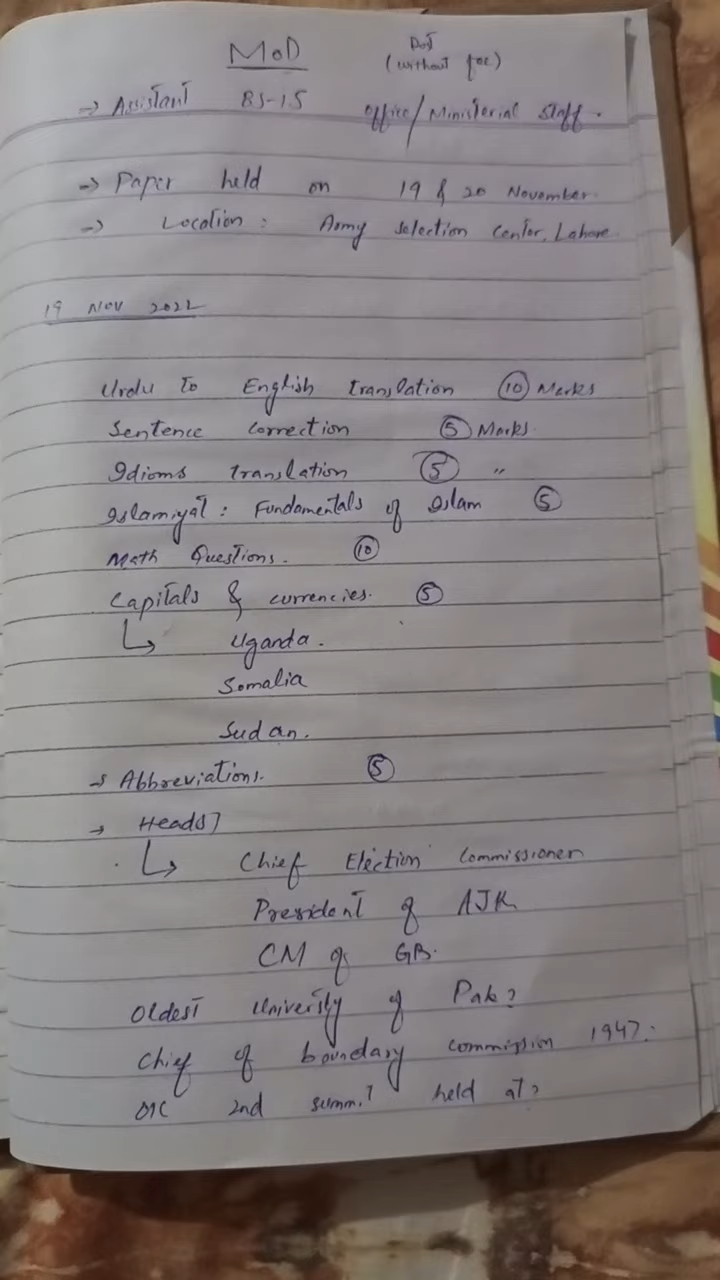 MOD
(without fee)
→ Assistant BS-15 office/Ministerial staff.
→ Paper held on 19 & 20 November.
→ Location: Army selection Center, Lahore.
19 NOV 2022
Urdu To English translation 10 Marks
Sentence correction 5 Marks.
Idioms translation 5 "
Islamiyat: Fundamentals of Islam 5
Math Questions. 10
Capitals & currencies. 5
↳ Uganda.
Somalia
Sudan.
→ Abbreviations. 5
→ Heads?
↳ Chief Election Commissioner
President of AJK
CM of GB.
Oldest University of Pak?
Chief of boundary commission 1947.
OIC 2nd summit held at?